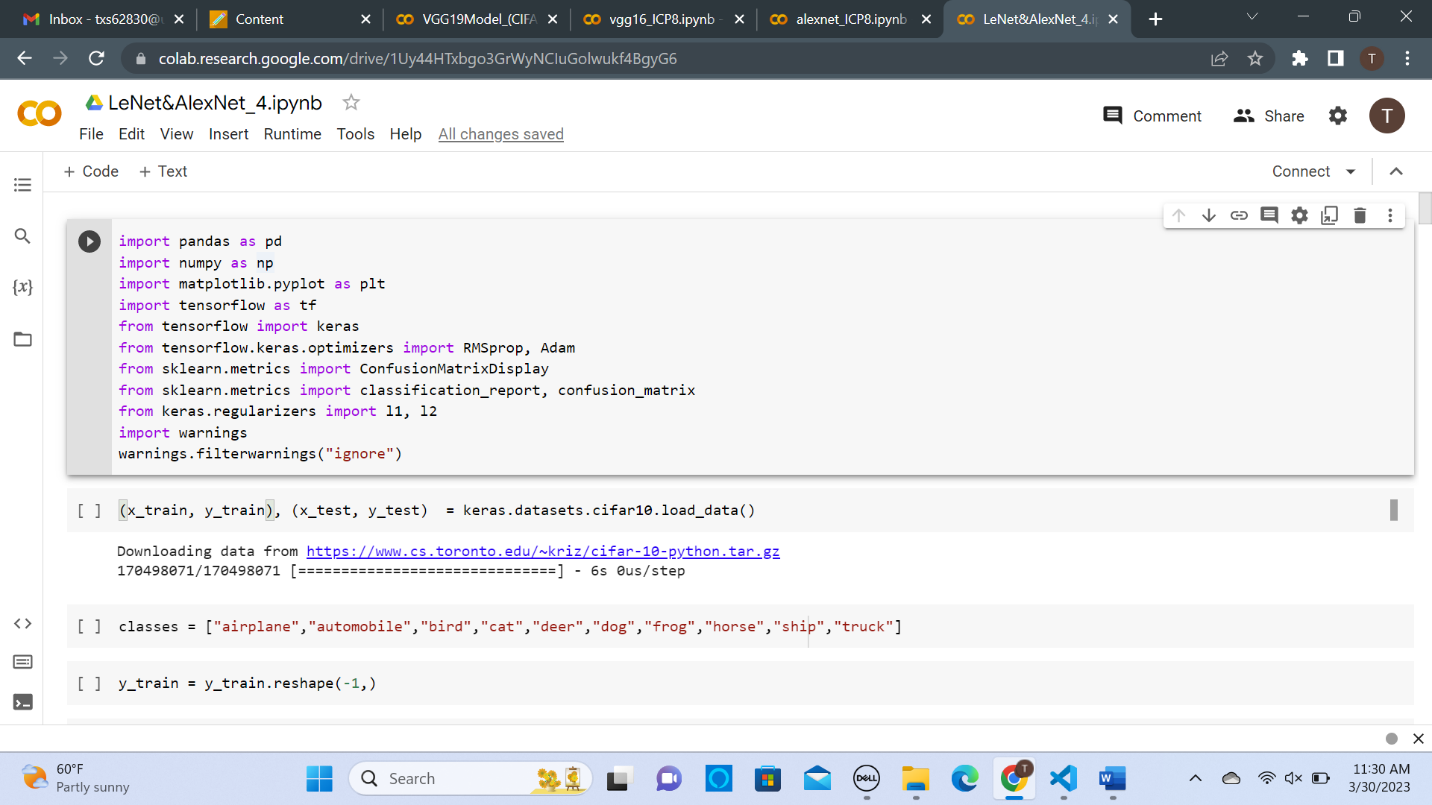 Inbox - txs62830@
Content
VGG19Model_(CIFA
vgg16_ICP8.ipynb -
alexnet_ICP8.ipynb
LeNet&AlexNet_4.i
colab.research.google.com/drive/1Uy44HTxbgo3GrWyNCIuGolwukf4BgyG6
T
LeNet&AlexNet_4.ipynb
Comment
Share
T
File Edit View Insert Runtime Tools Help All changes saved
+ Code + Text
Connect
import pandas as pd
import numpy as np
import matplotlib.pyplot as plt
{x}
import tensorflow as tf
from tensorflow import keras
from tensorflow.keras.optimizers import RMSprop, Adam
from sklearn.metrics import ConfusionMatrixDisplay
from sklearn.metrics import classification_report, confusion_matrix
from keras.regularizers import l1, l2
import warnings
warnings.filterwarnings("ignore")
[ ] (x_train, y_train), (x_test, y_test)  = keras.datasets.cifar10.load_data()
Downloading data from https://www.cs.toronto.edu/~kriz/cifar-10-python.tar.gz
170498071/170498071 [==============================] - 6s 0us/step
[ ] classes = ["airplane","automobile","bird","cat","deer","dog","frog","horse","ship","truck"]
[ ] y_train = y_train.reshape(-1,)
60°F
Partly sunny
Search
DELL
T
W
11:30 AM
3/30/2023